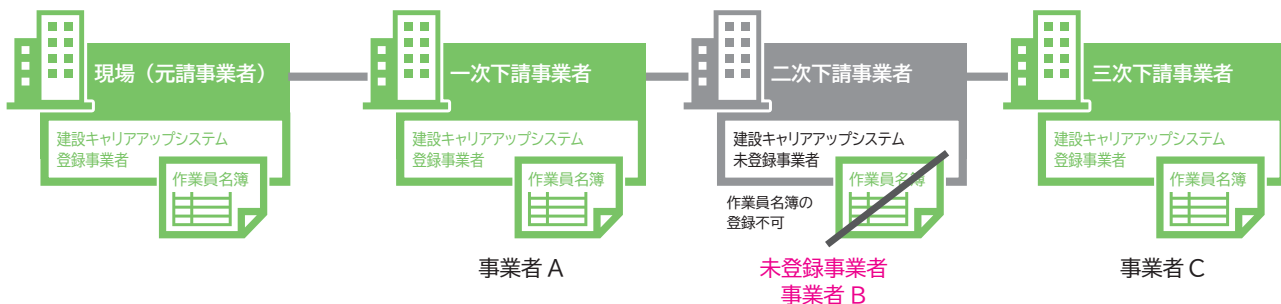 現場（元請事業者）
建設キャリアアップシステム
登録事業者
作業員名簿
一次下請事業者
建設キャリアアップシステム
登録事業者
作業員名簿
事業者 A
二次下請事業者
建設キャリアアップシステム
未登録事業者
作業員名簿
作業員名簿の
登録不可
未登録事業者
事業者 B
三次下請事業者
建設キャリアアップシステム
登録事業者
作業員名簿
事業者 C